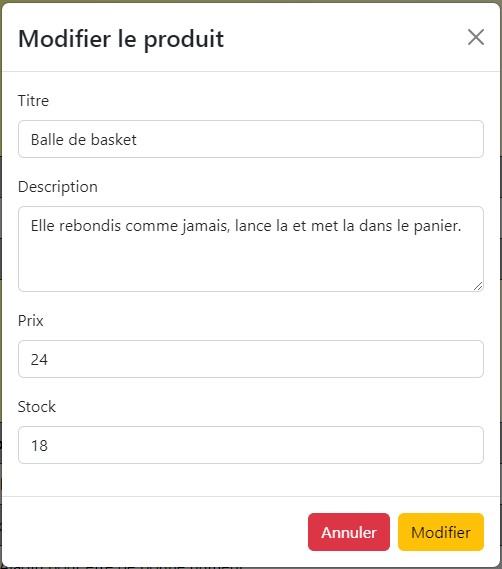 Modifier le produit
Titre
Balle de basket
Description
Elle rebondis comme jamais, lance la et met la dans le panier.
Prix
24
Stock
18
Annuler Modifier